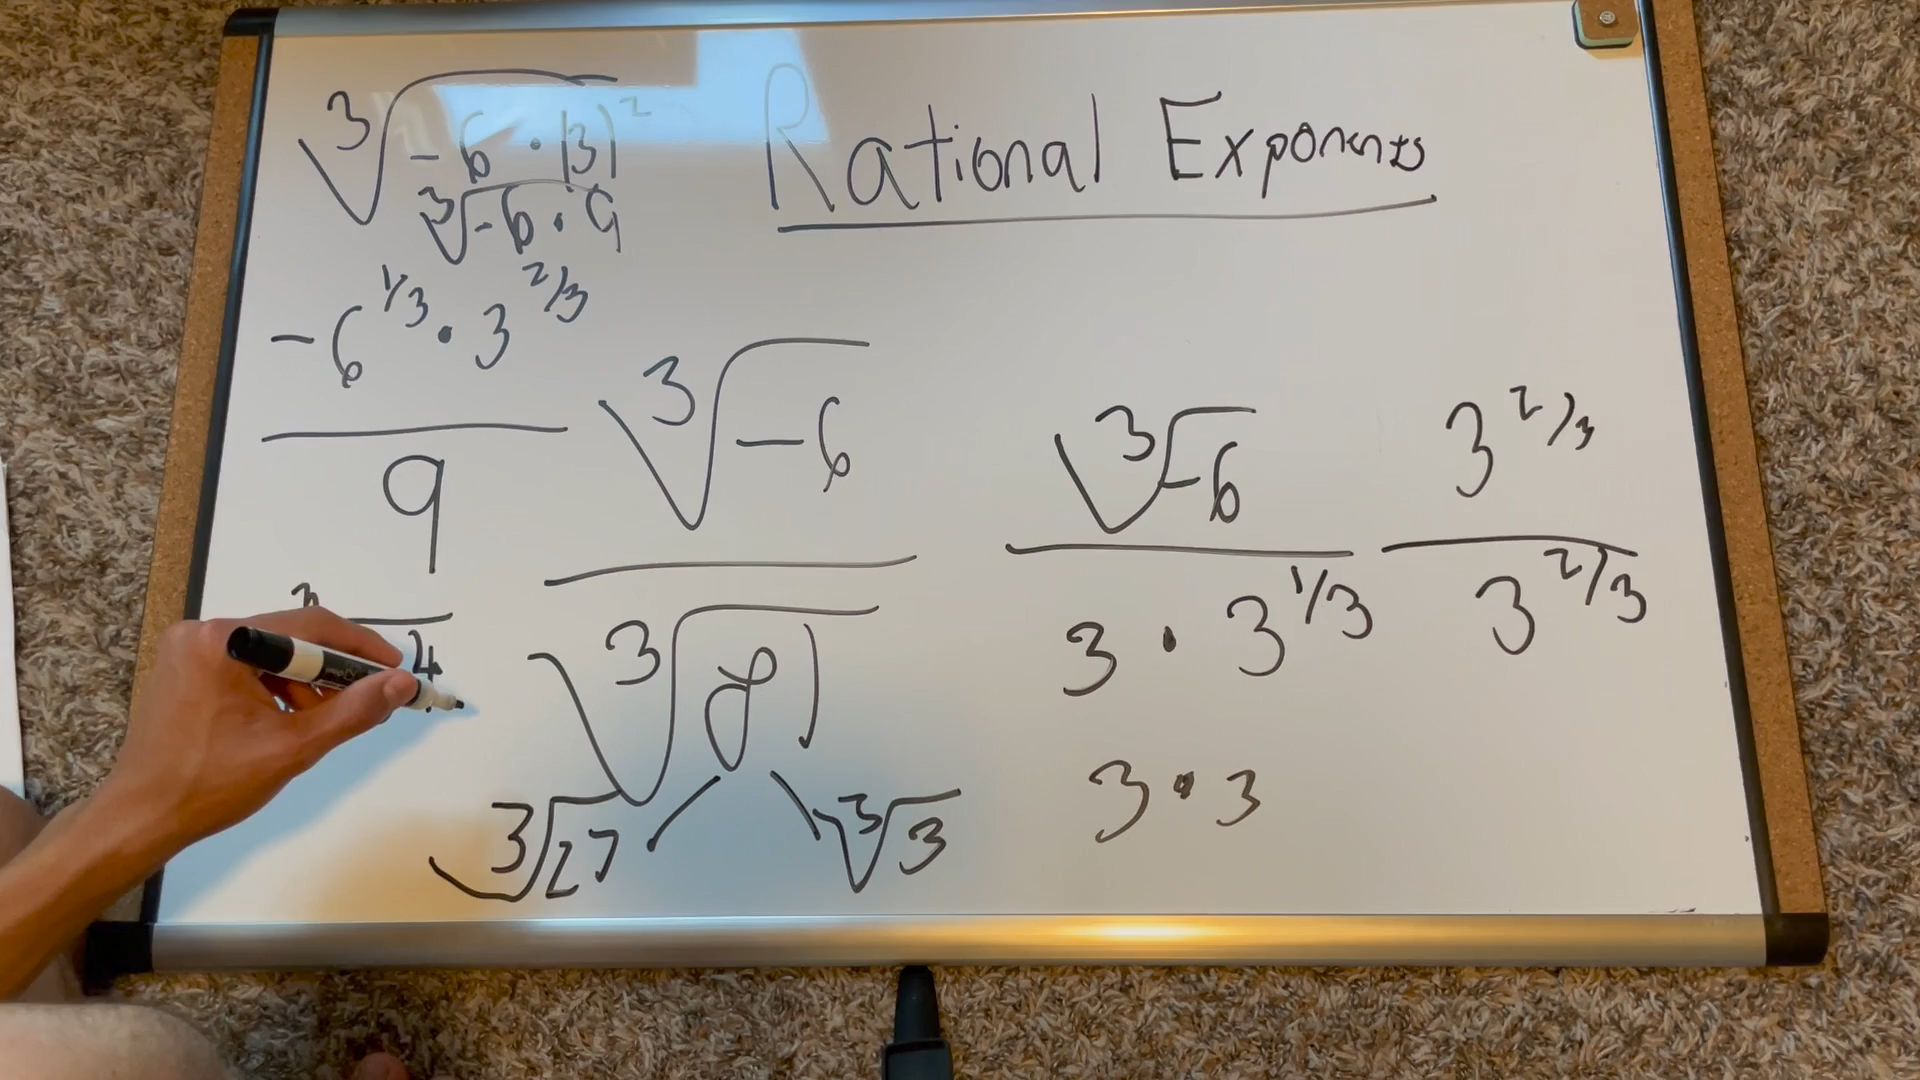 Rational Exponents
∛-6 · (3)²
∛-6 · 9
-6^1/3 · 3^2/3
9
∛-6
∛81
∛27
∛3
∛-6
3 · 3^1/3
3^2/3
3^2/3
3 · 3